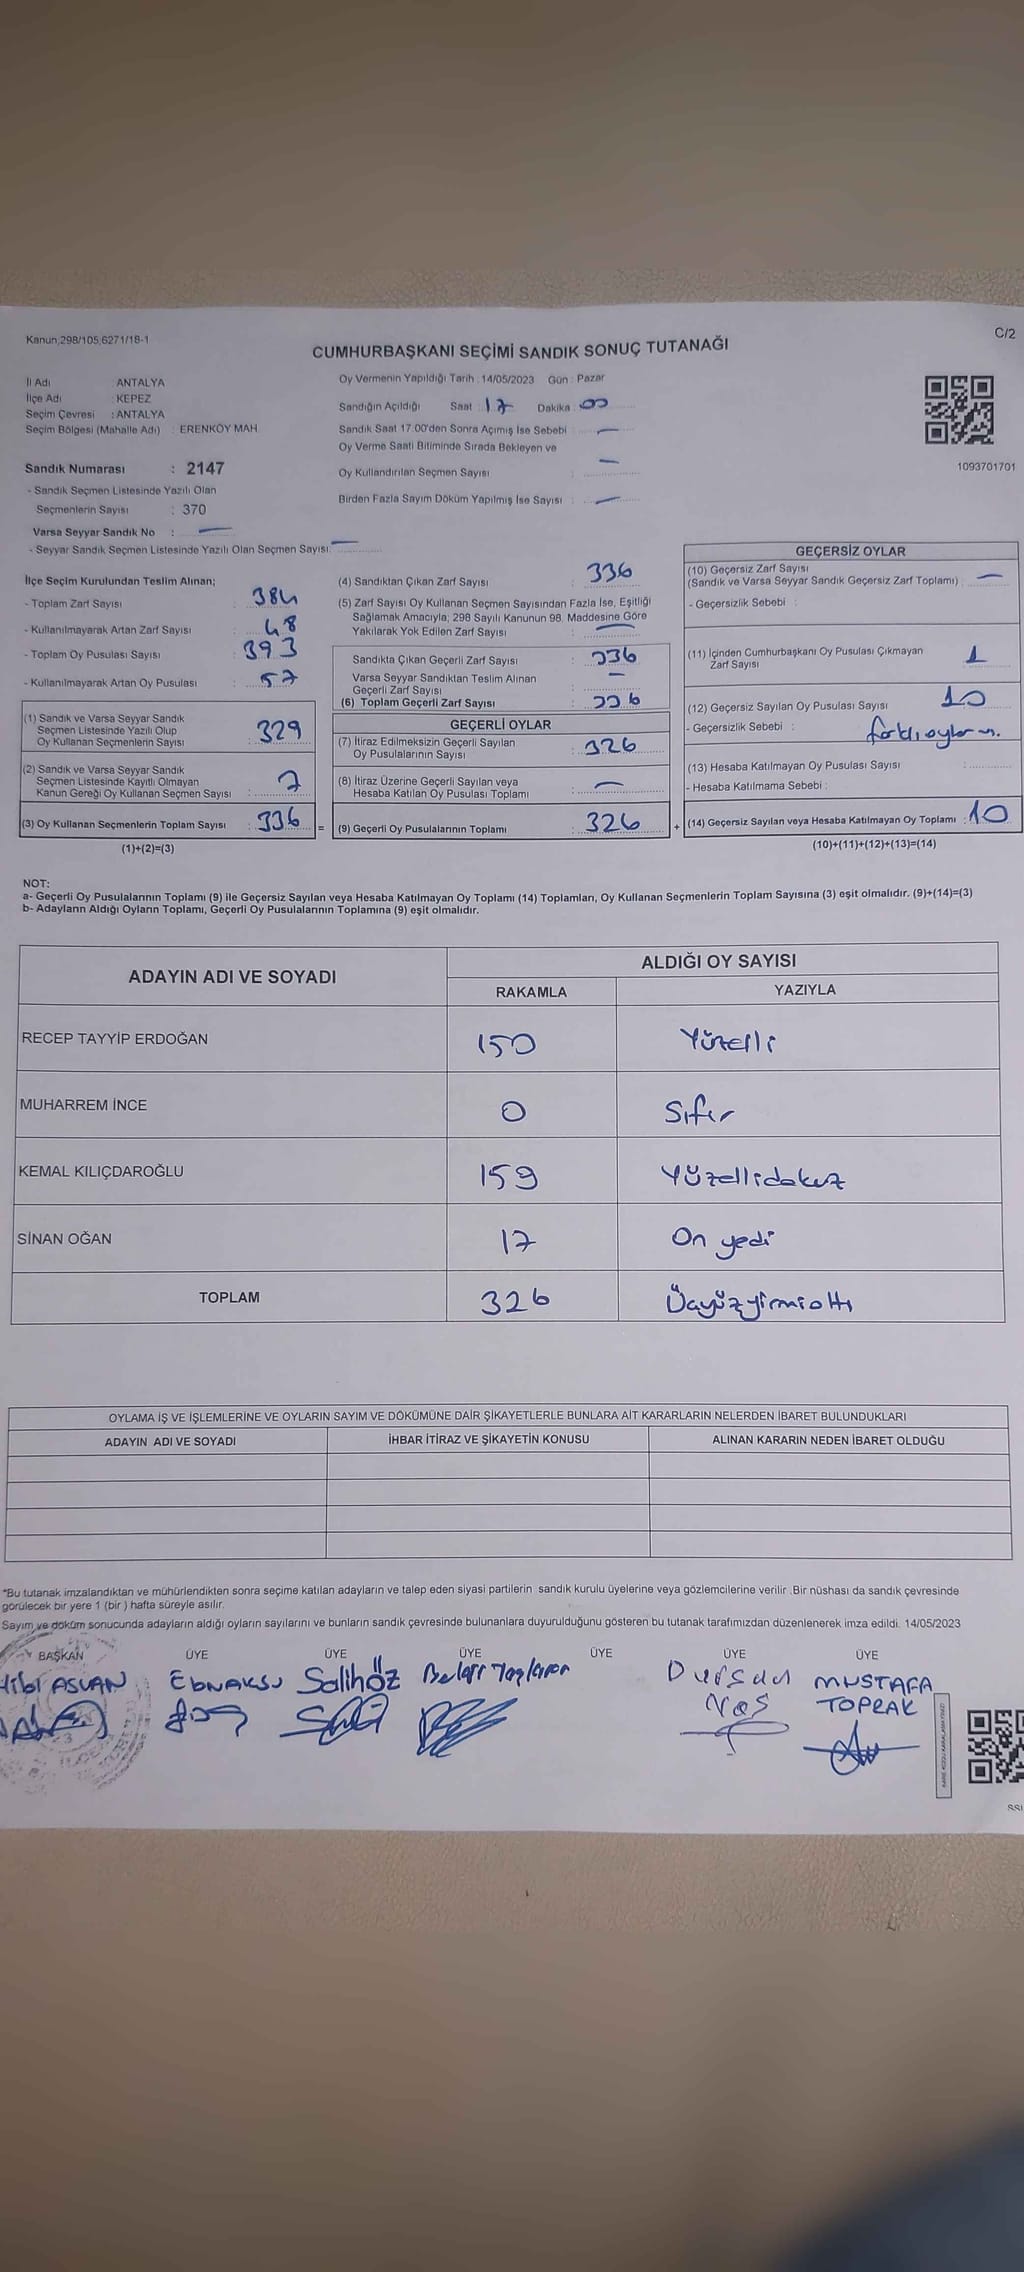 Kanun,298/105,6271/18-1
C/2
CUMHURBAŞKANI SEÇİMİ SANDIK SONUÇ TUTANAĞI
İl Adı : ANTALYA
İlçe Adı : KEPEZ
Seçim Çevresi : ANTALYA
Seçim Bölgesi (Mahalle Adı) : ERENKÖY MAH.
Sandık Numarası : 2147
- Sandık Seçmen Listesinde Yazılı Olan
Seçmenlerin Sayısı : 370
Varsa Seyyar Sandık No : —
- Seyyar Sandık Seçmen Listesinde Yazılı Olan Seçmen Sayısı: —
Oy Vermenin Yapıldığı Tarih : 14/05/2023 Gün : Pazar
Sandığın Açıldığı Saat : 17 Dakika : 00
Sandık Saat 17:00'den Sonra Açımış İse Sebebi : —
Oy Verme Saati Bitiminde Sırada Bekleyen ve
Oy Kullandırılan Seçmen Sayısı : —
Birden Fazla Sayım Döküm Yapılmış İse Sayısı : —
1093701701
İlçe Seçim Kurulundan Teslim Alınan;
- Toplam Zarf Sayısı : 384
- Kullanılmayarak Artan Zarf Sayısı : 48
- Toplam Oy Pusulası Sayısı : 393
- Kullanılmayarak Artan Oy Pusulası : 57
(1) Sandık ve Varsa Seyyar Sandık
Seçmen Listesinde Yazılı Olup
Oy Kullanan Seçmenlerin Sayısı : 329
(2) Sandık ve Varsa Seyyar Sandık
Seçmen Listesinde Kayıtlı Olmayan
Kanun Gereği Oy Kullanan Seçmen Sayısı : 7
(3) Oy Kullanan Seçmenlerin Toplam Sayısı : 336
(1)+(2)=(3)
(4) Sandıktan Çıkan Zarf Sayısı : 336
(5) Zarf Sayısı Oy Kullanan Seçmen Sayısından Fazla İse, Eşitliği
Sağlamak Amacıyla; 298 Sayılı Kanunun 98. Maddesine Göre
Yakılarak Yok Edilen Zarf Sayısı : —
Sandıkta Çıkan Geçerli Zarf Sayısı : 336
Varsa Seyyar Sandıktan Teslim Alınan
Geçerli Zarf Sayısı : —
(6) Toplam Geçerli Zarf Sayısı : 336
GEÇERLİ OYLAR
(7) İtiraz Edilmeksizin Geçerli Sayılan
Oy Pusulalarının Sayısı : 326
(8) İtiraz Üzerine Geçerli Sayılan veya
Hesaba Katılan Oy Pusulası Toplamı : —
= (9) Geçerli Oy Pusulalarının Toplamı : 326
GEÇERSİZ OYLAR
(10) Geçersiz Zarf Sayısı
(Sandık ve Varsa Seyyar Sandık Geçersiz Zarf Toplamı) : —
- Geçersizlik Sebebi :
(11) İçinden Cumhurbaşkanı Oy Pusulası Çıkmayan
Zarf Sayısı : 1
(12) Geçersiz Sayılan Oy Pusulası Sayısı : 10
- Geçersizlik Sebebi :
(13) Hesaba Katılmayan Oy Pusulası Sayısı :
- Hesaba Katılmama Sebebi :
+ (14) Geçersiz Sayılan veya Hesaba Katılmayan Oy Toplamı : 10
(10)+(11)+(12)+(13)=(14)
NOT:
a- Geçerli Oy Pusulalarının Toplamı (9) ile Geçersiz Sayılan veya Hesaba Katılmayan Oy Toplamı (14) Toplamları, Oy Kullanan Seçmenlerin Toplam Sayısına (3) eşit olmalıdır. (9)+(14)=(3)
b- Adayların Aldığı Oyların Toplamı, Geçerli Oy Pusulalarının Toplamına (9) eşit olmalıdır.
ADAYIN ADI VE SOYADI ALDIĞI OY SAYISI
RAKAMLA YAZIYLA
RECEP TAYYİP ERDOĞAN 150 Yüzelli
MUHARREM İNCE 0 Sıfır
KEMAL KILIÇDAROĞLU 159 Yüzellidokuz
SİNAN OĞAN 17 On yedi
TOPLAM 326 Üçyüzyirmialtı
OYLAMA İŞ VE İŞLEMLERİNE VE OYLARIN SAYIM VE DÖKÜMÜNE DAİR ŞİKAYETLERLE BUNLARA AİT KARARLARIN NELERDEN İBARET BULUNDUKLARI
ADAYIN ADI VE SOYADI İHBAR İTİRAZ VE ŞİKAYETİN KONUSU ALINAN KARARIN NEDEN İBARET OLDUĞU
*Bu tutanak imzalandıktan ve mühürlendikten sonra seçime katılan adayların ve talep eden siyasi partilerin sandık kurulu üyelerine veya gözlemcilerine verilir .Bir nüshası da sandık çevresinde
görülecek bir yere 1 (bir ) hafta süreyle asılır.
Sayım ve döküm sonucunda adayların aldığı oyların sayılarını ve bunların sandık çevresinde bulunanlara duyurulduğunu gösteren bu tutanak tarafımızdan düzenlenerek imza edildi. 14/05/2023
BAŞKAN ÜYE ÜYE ÜYE ÜYE ÜYE ÜYE
ASVAN Salih ÖZ Dursun MUSTAFA
TOPRAK